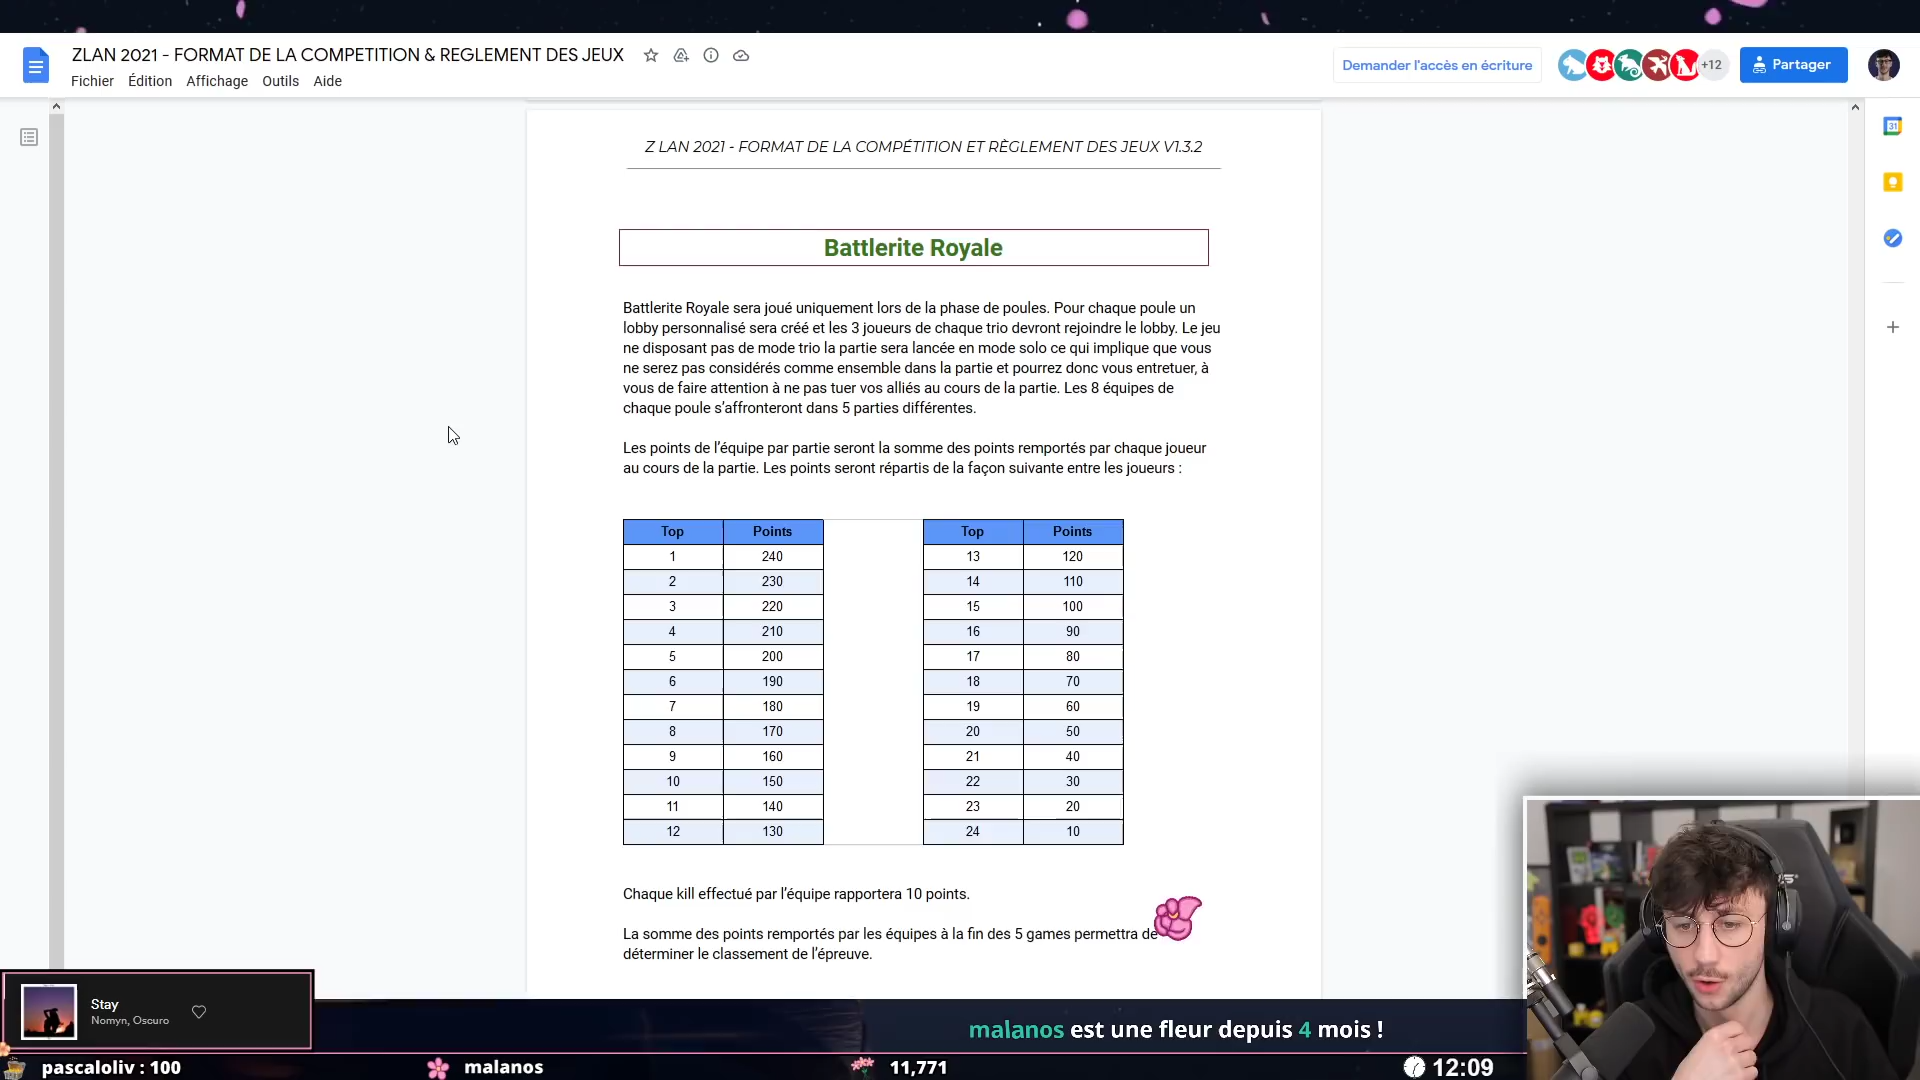 ZLAN 2021 - FORMAT DE LA COMPETITION & REGLEMENT DES JEUX
Fichier Édition Affichage Outils Aide
Demander l'accès en écriture
+12
Partager
31
Z LAN 2021 - FORMAT DE LA COMPÉTITION ET RÈGLEMENT DES JEUX V1.3.2
Battlerite Royale
Battlerite Royale sera joué uniquement lors de la phase de poules. Pour chaque poule un
lobby personnalisé sera créé et les 3 joueurs de chaque trio devront rejoindre le lobby. Le jeu
ne disposant pas de mode trio la partie sera lancée en mode solo ce qui implique que vous
ne serez pas considérés comme ensemble dans la partie et pourrez donc vous entretuer, à
vous de faire attention à ne pas tuer vos alliés au cours de la partie. Les 8 équipes de
chaque poule s’affronteront dans 5 parties différentes.
Les points de l’équipe par partie seront la somme des points remportés par chaque joueur
au cours de la partie. Les points seront répartis de la façon suivante entre les joueurs :
Top Points Top Points
1 240 13 120
2 230 14 110
3 220 15 100
4 210 16 90
5 200 17 80
6 190 18 70
7 180 19 60
8 170 20 50
9 160 21 40
10 150 22 30
11 140 23 20
12 130 24 10
Chaque kill effectué par l’équipe rapportera 10 points.
La somme des points remportés par les équipes à la fin des 5 games permettra de
déterminer le classement de l’épreuve.
Stay
Nomyn, Oscuro
malanos est une fleur depuis 4 mois !
pascaloliv : 100
malanos
11,771
12:09